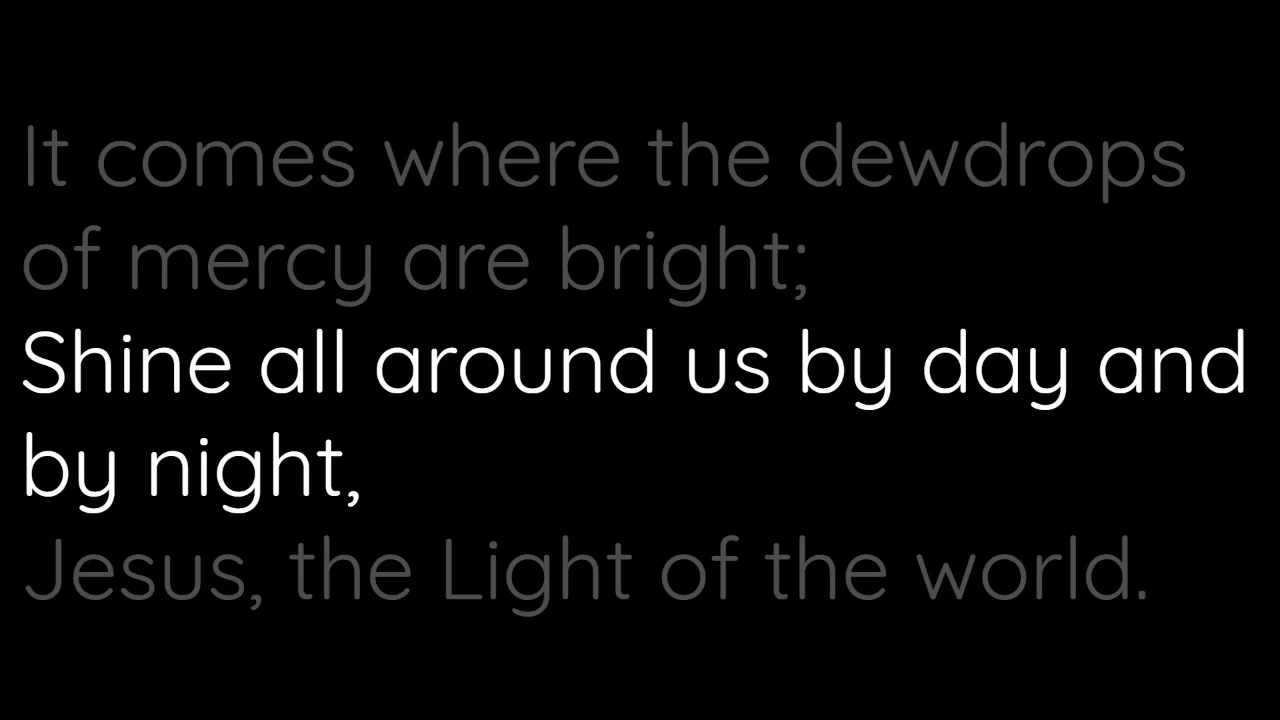 It comes where the dewdrops
of mercy are bright;
Shine all around us by day and
by night,
Jesus, the Light of the world.